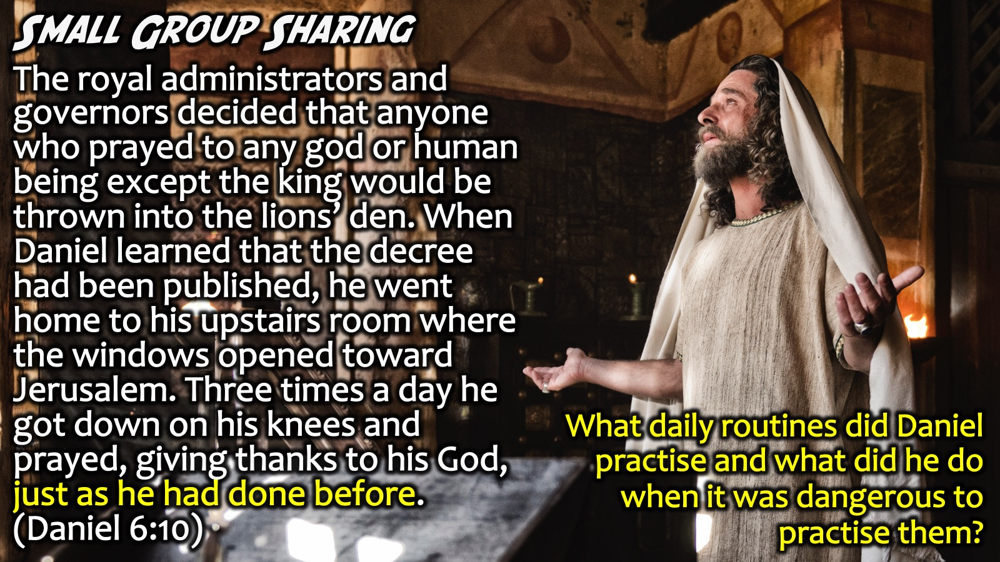 Small Group Sharing
The royal administrators and
governors decided that anyone
who prayed to any god or human
being except the king would be
thrown into the lions’ den. When
Daniel learned that the decree
had been published, he went
home to his upstairs room where
the windows opened toward
Jerusalem. Three times a day he
got down on his knees and
prayed, giving thanks to his God,
just as he had done before.
(Daniel 6:10)
What daily routines did Daniel
practise and what did he do
when it was dangerous to
practise them?